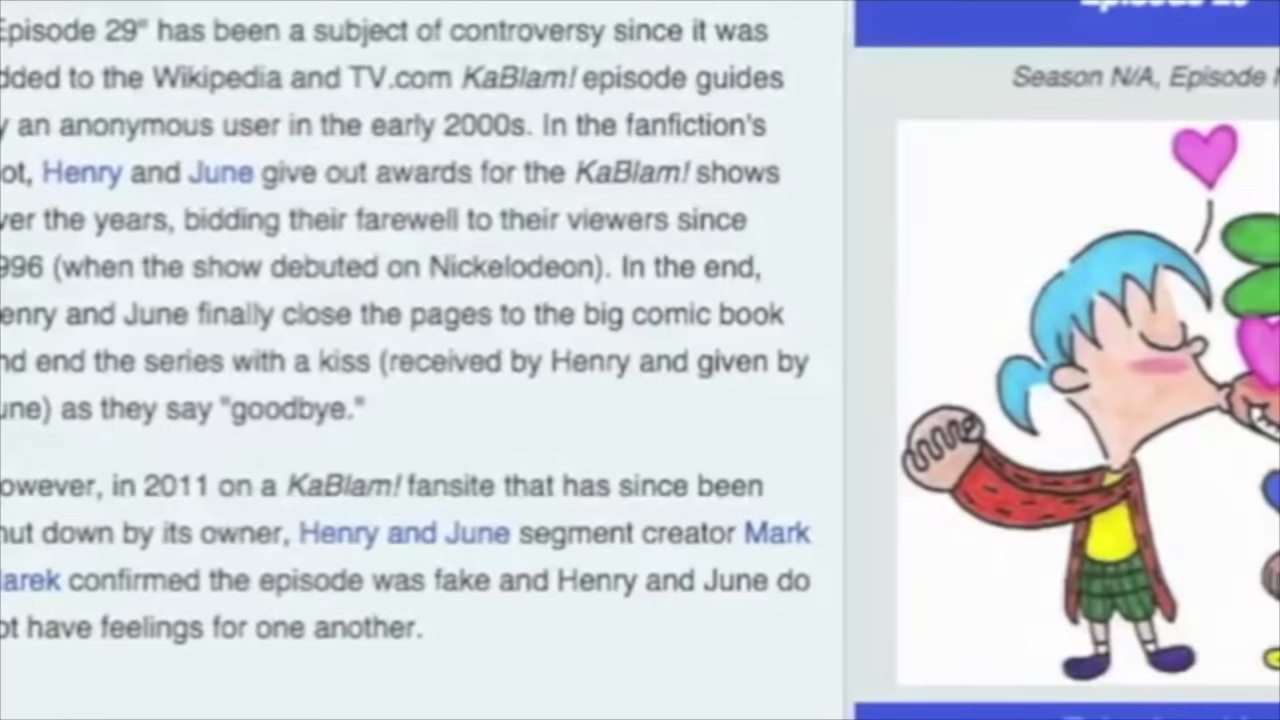 Episode 29" has been a subject of controversy since it was
dded to the Wikipedia and TV.com KaBlam! episode guides
y an anonymous user in the early 2000s. In the fanfiction's
ot, Henry and June give out awards for the KaBlam! shows
ver the years, bidding their farewell to their viewers since
996 (when the show debuted on Nickelodeon). In the end,
enry and June finally close the pages to the big comic book
nd end the series with a kiss (received by Henry and given by
une) as they say "goodbye."
owever, in 2011 on a KaBlam! fansite that has since been
hut down by its owner, Henry and June segment creator Mark
Marek confirmed the episode was fake and Henry and June do
ot have feelings for one another.
Season N/A, Episode